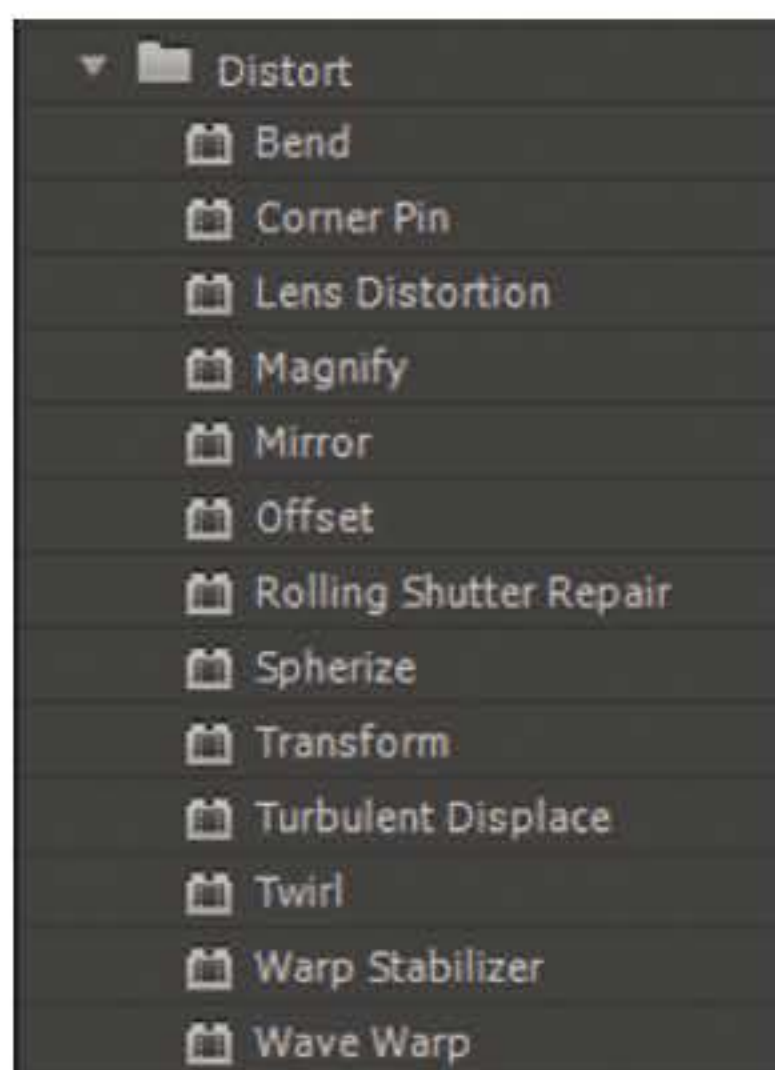 Distort
Bend
Corner Pin
Lens Distortion
Magnify
Mirror
Offset
Rolling Shutter Repair
Spherize
Transform
Turbulent Displace
Twirl
Warp Stabilizer
Wave Warp